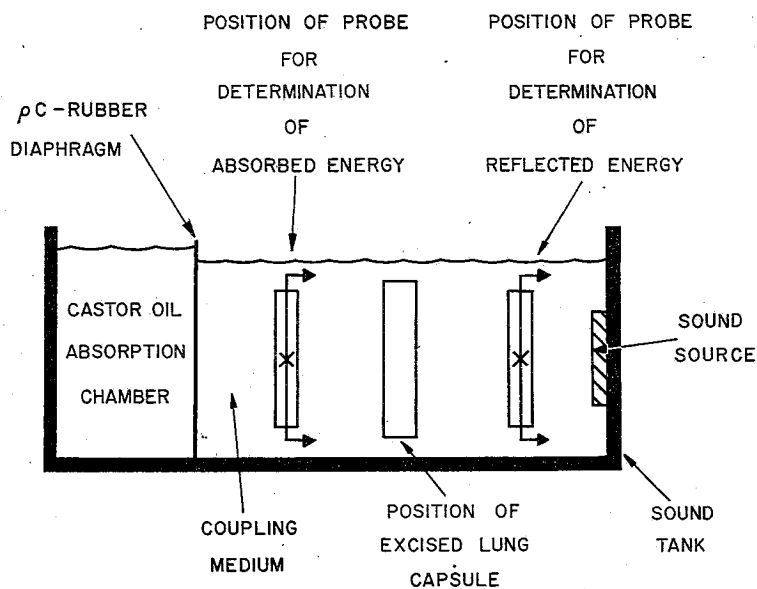 POSITION OF PROBE
FOR
DETERMINATION
OF
ABSORBED ENERGY
POSITION OF PROBE
FOR
DETERMINATION
OF
REFLECTED ENERGY
ρC-RUBBER
DIAPHRAGM
CASTOR OIL
ABSORPTION
CHAMBER
SOUND
SOURCE
COUPLING
MEDIUM
POSITION OF
EXCISED LUNG
CAPSULE
SOUND
TANK